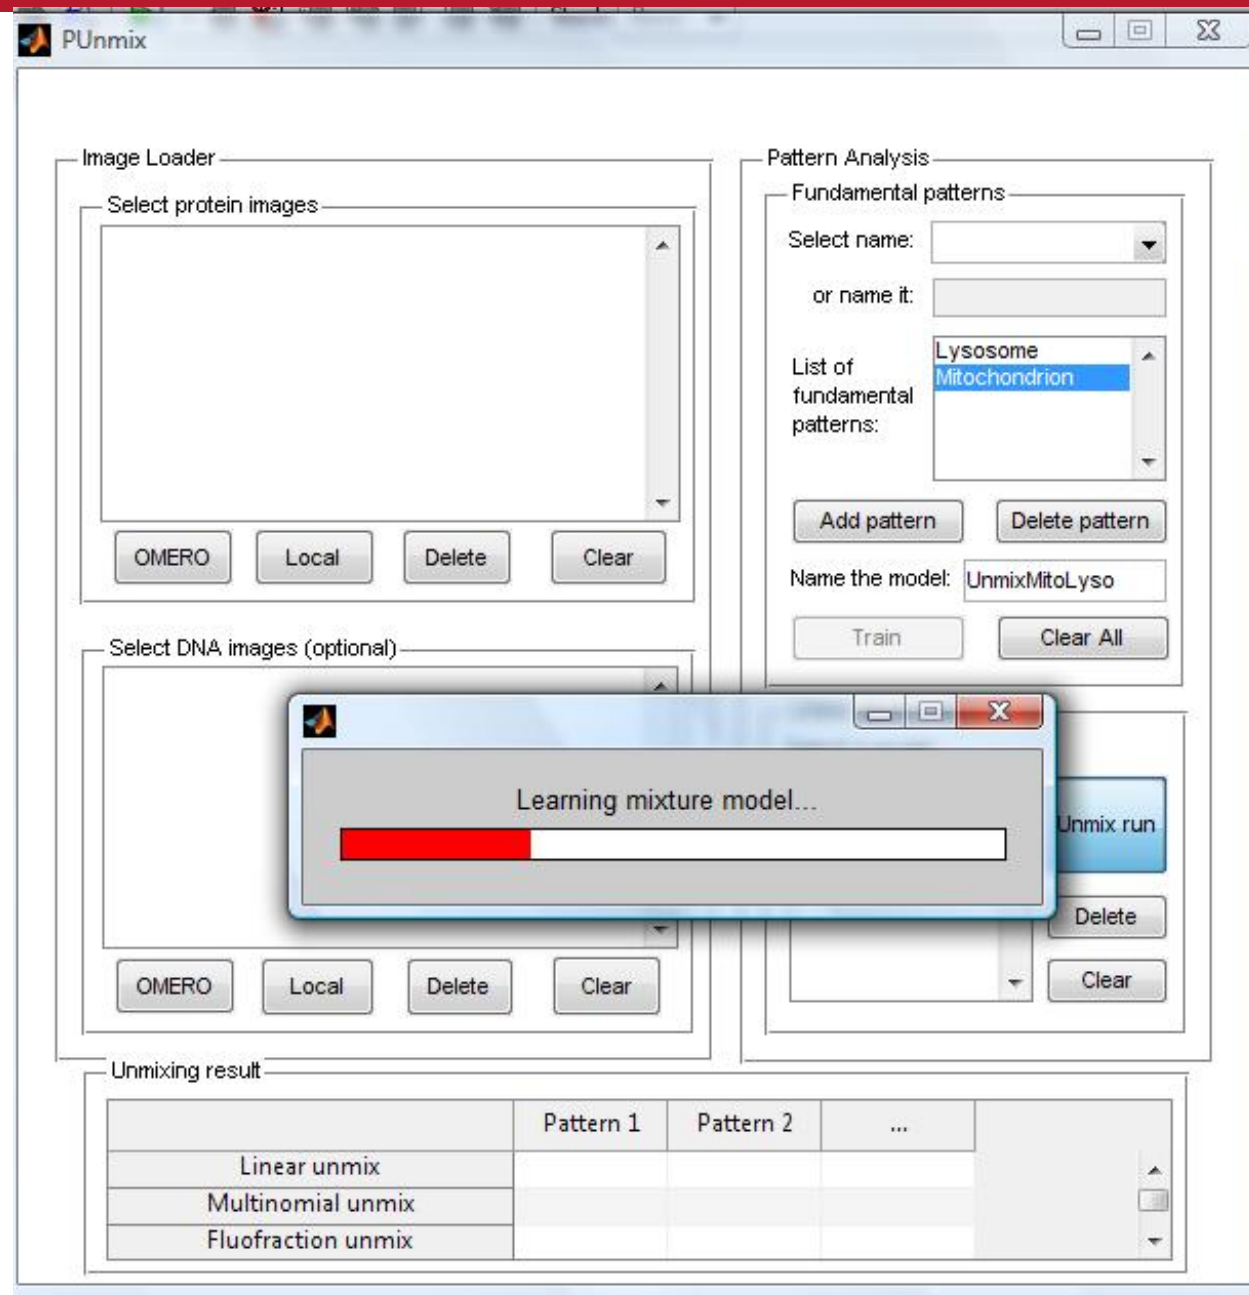 PUnmix
Image Loader
Select protein images
OMERO
Local
Delete
Clear
Select DNA images (optional)
OMERO
Local
Delete
Clear
Pattern Analysis
Fundamental patterns
Select name:
or name it:
List of
fundamental
patterns:
Lysosome
Mitochondrion
Add pattern
Delete pattern
Name the model:
UnmixMitoLyso
Train
Clear All
Learning mixture model...
Unmix run
Delete
Clear
Unmixing result
Pattern 1
Pattern 2
...
Linear unmix
Multinomial unmix
Fluofraction unmix